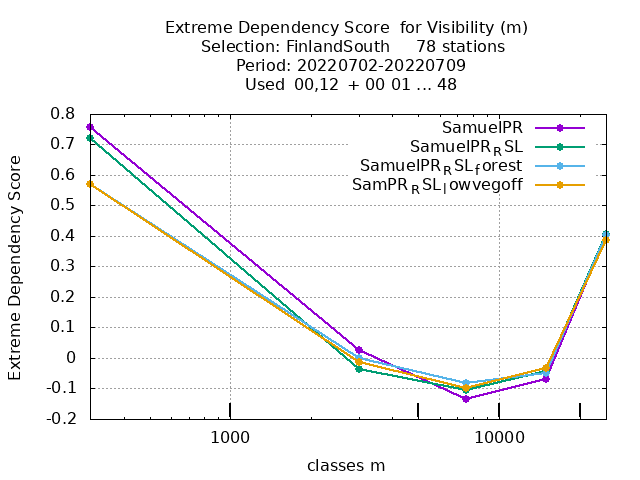 Extreme Dependency Score  for Visibility (m)
Selection: FinlandSouth     78 stations
Period: 20220702-20220709
Used  00,12  + 00 01 ... 48
Extreme Dependency Score
0.8
0.7
0.6
0.5
0.4
0.3
0.2
0.1
0
-0.1
-0.2
SamuelPR
SamuelPR_RSL
SamuelPR_RSL_forest
SamPR_RSL_lowvegoff
1000
10000
classes m